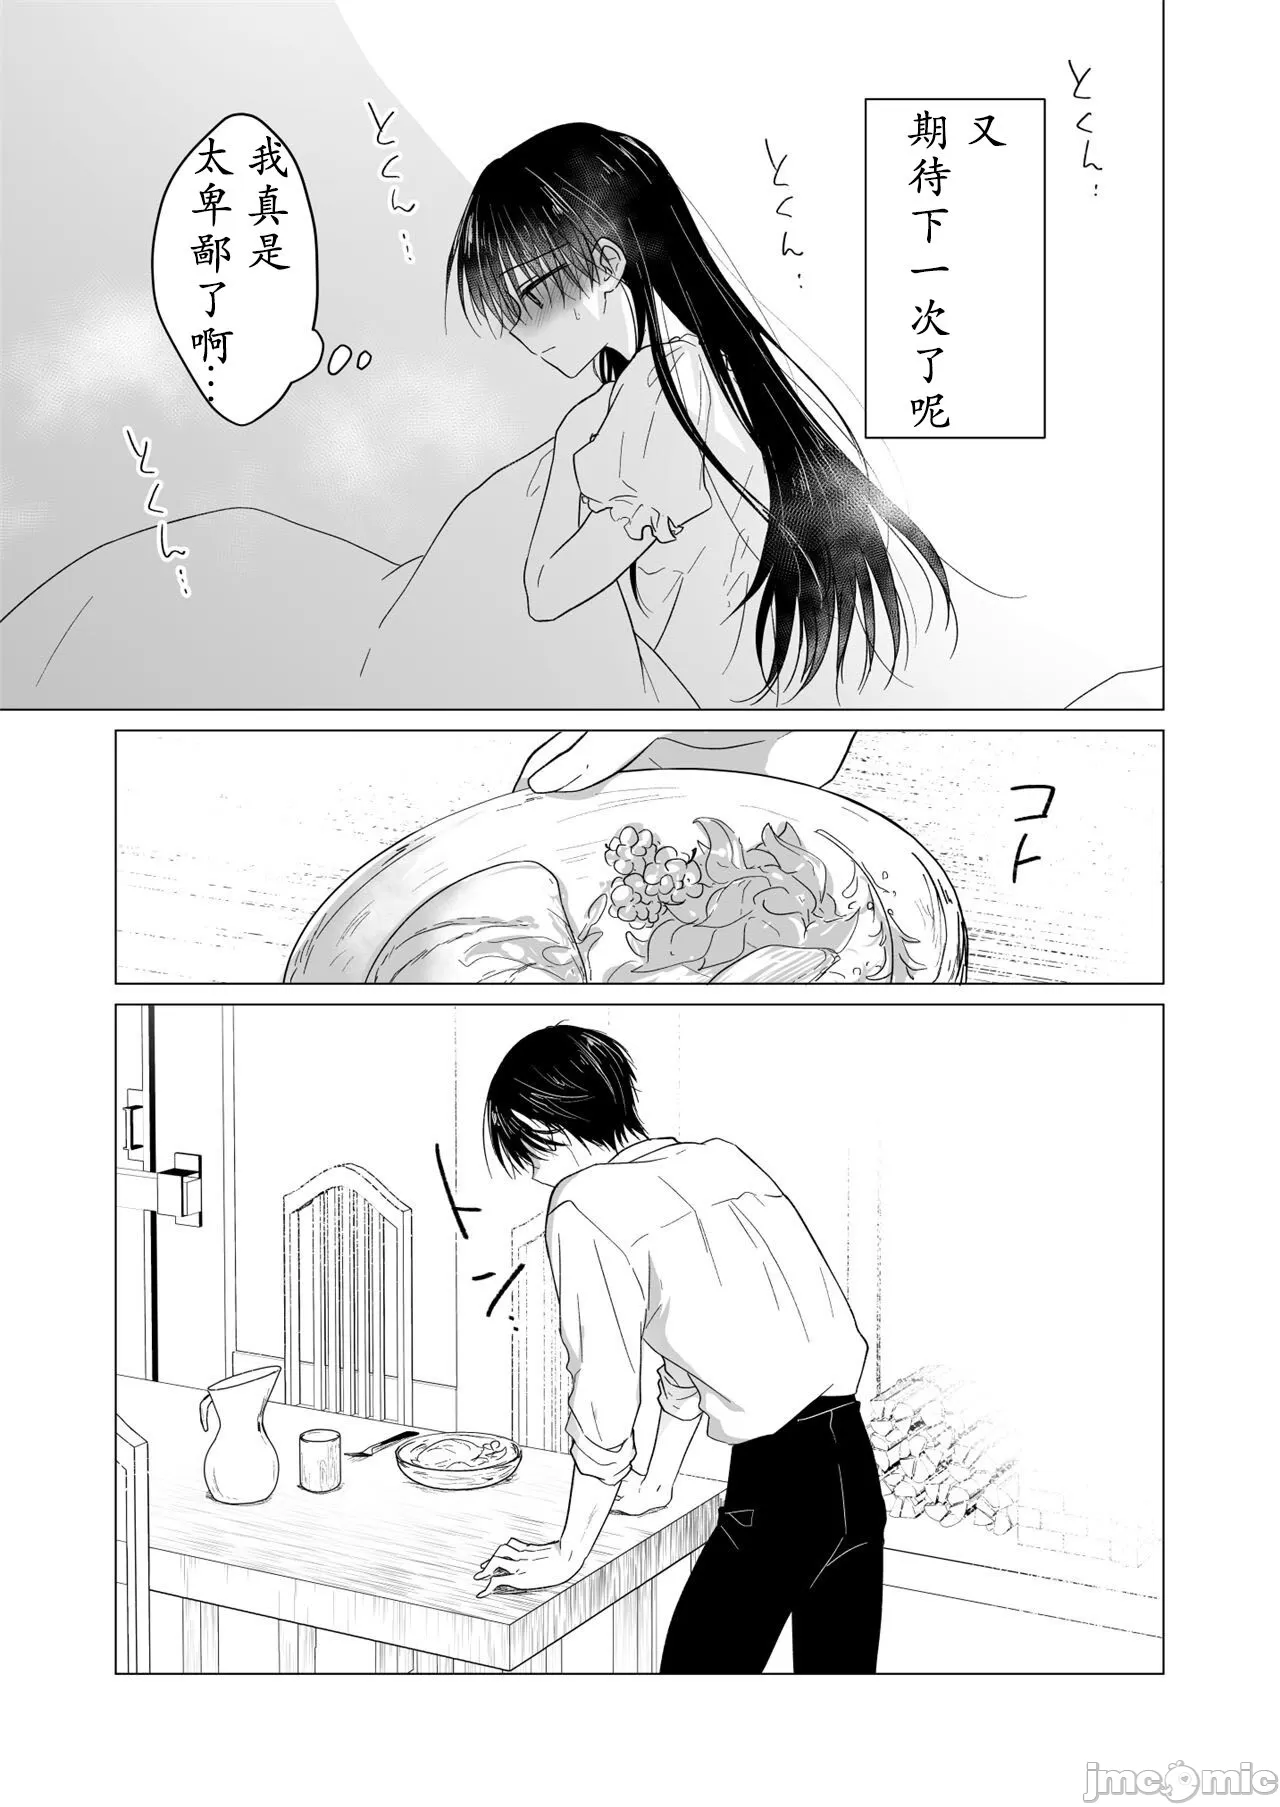 とくん…
又
期待下一次了呢
とくん…
とくん…
我真是
太卑鄙了啊…
とくん…
コト
トン…
jmcomic